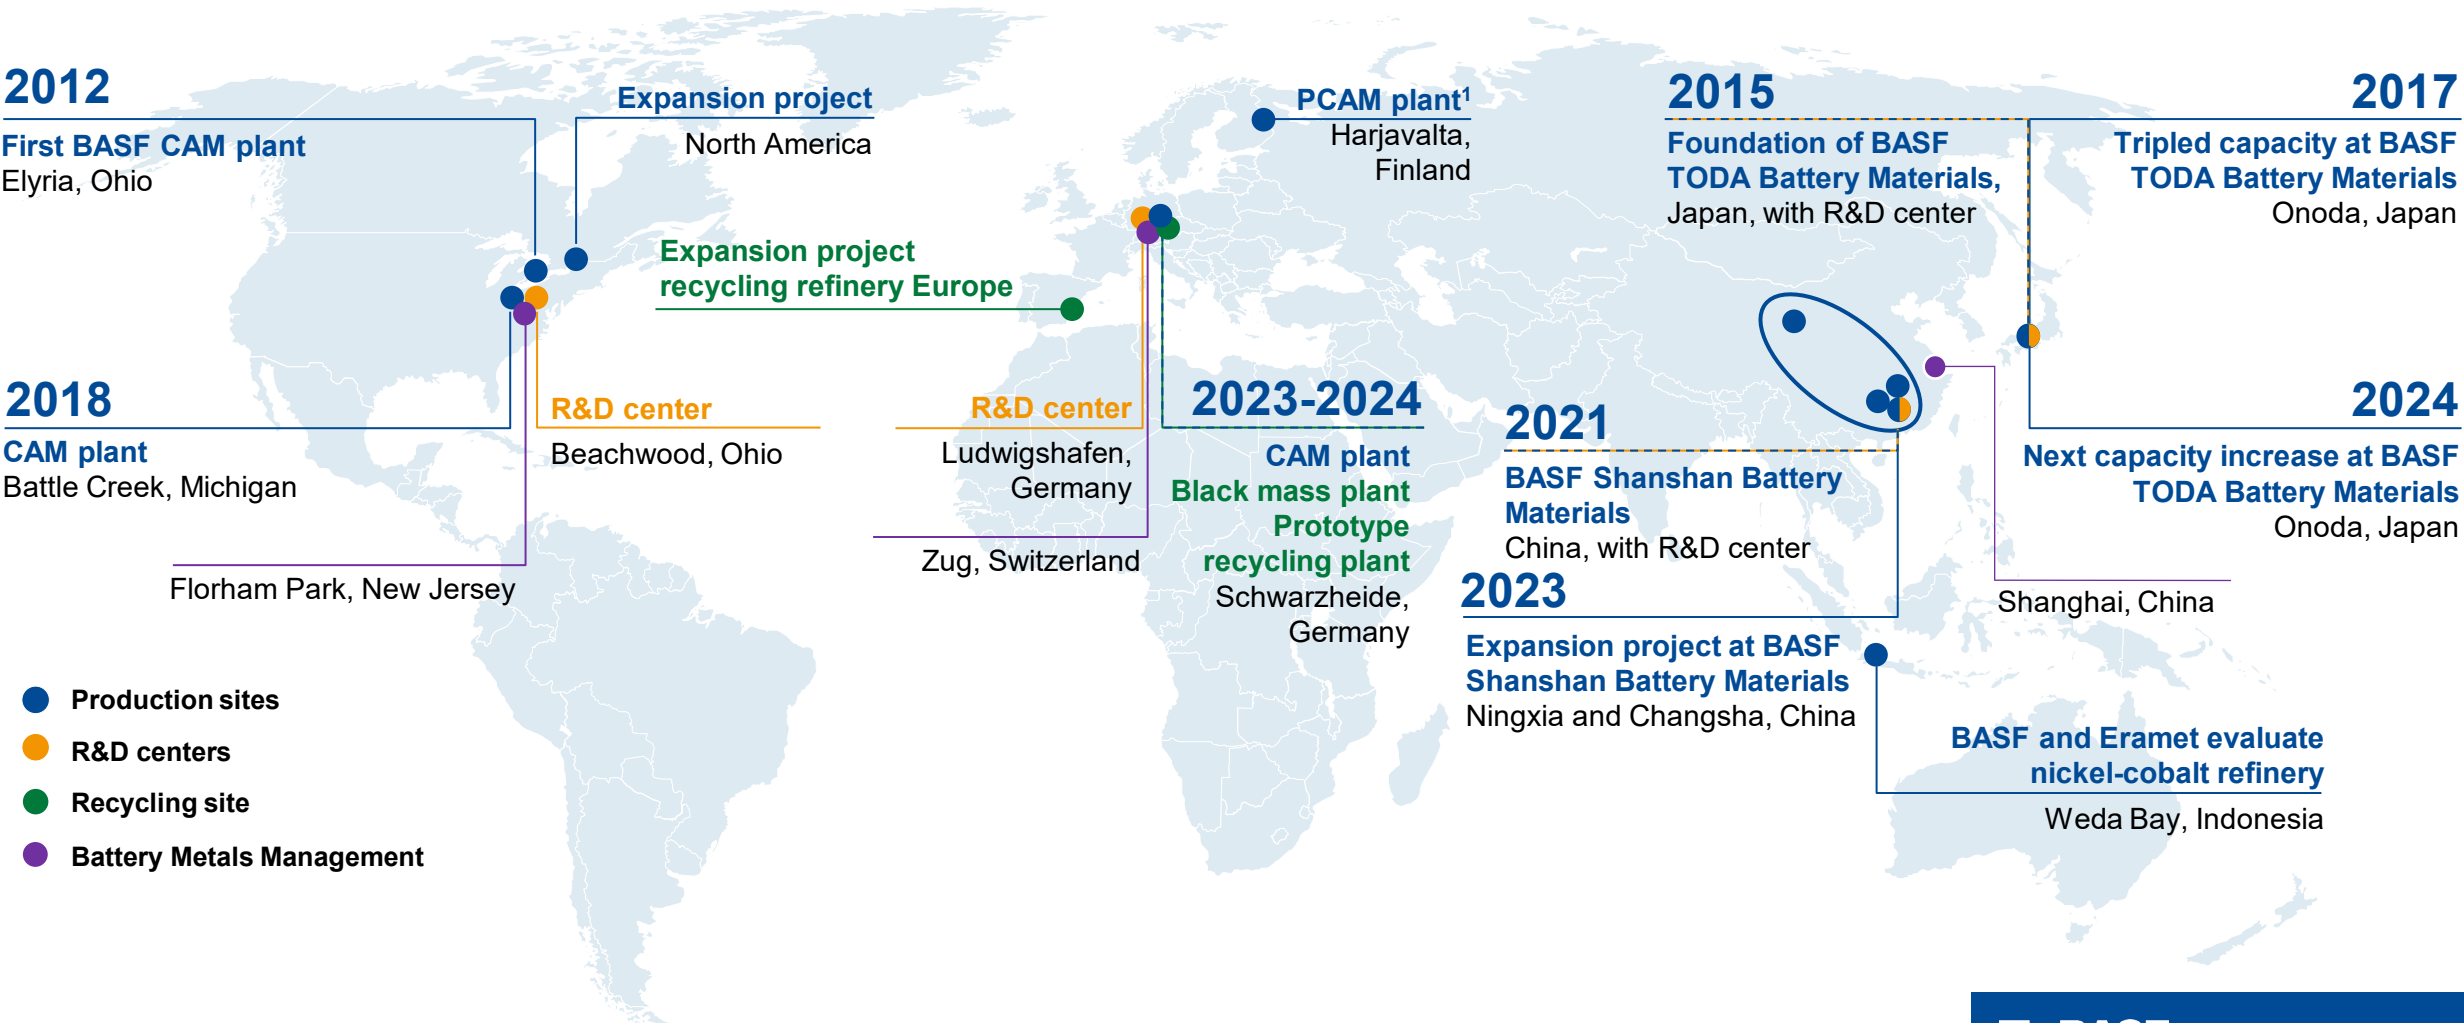 2012
First BASF CAM plant
Elyria, Ohio
Expansion project
North America
Expansion project
recycling refinery Europe
PCAM plant¹
Harjavalta,
Finland
2015
Foundation of BASF
TODA Battery Materials,
Japan, with R&D center
2017
Tripled capacity at BASF
TODA Battery Materials
Onoda, Japan
2018
CAM plant
Battle Creek, Michigan
R&D center
Beachwood, Ohio
Florham Park, New Jersey
R&D center
Ludwigshafen,
Germany
Zug, Switzerland
2023-2024
CAM plant
Black mass plant
Prototype
recycling plant
Schwarzheide,
Germany
2021
BASF Shanshan Battery
Materials
China, with R&D center
2023
Expansion project at BASF
Shanshan Battery Materials
Ningxia and Changsha, China
2024
Next capacity increase at BASF
TODA Battery Materials
Onoda, Japan
Shanghai, China
BASF and Eramet evaluate
nickel-cobalt refinery
Weda Bay, Indonesia
Production sites
R&D centers
Recycling site
Battery Metals Management
BASF